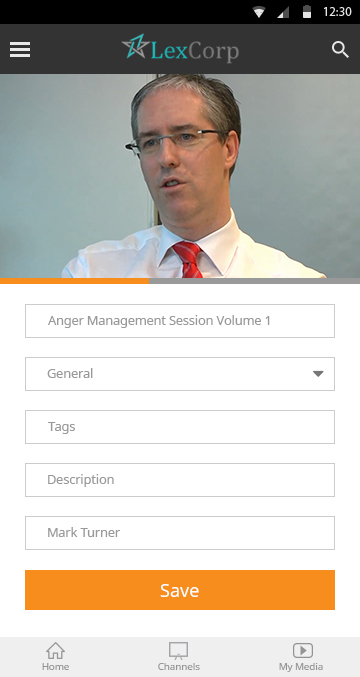 12:30
LexCorp
Anger Management Session Volume 1
General
Tags
Description
Mark Turner
Save
Home
Channels
My Media